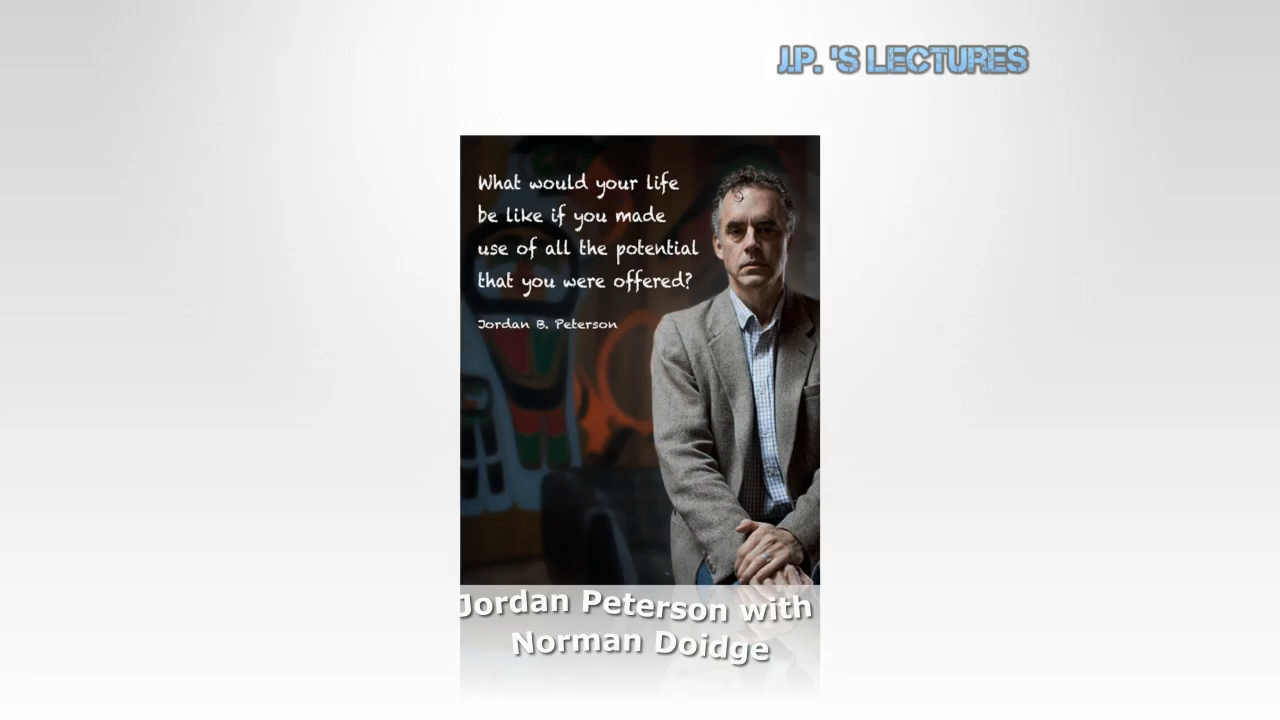 J.P. 'S LECTURES
What would your life
be like if you made
use of all the potential
that you were offered?
Jordan B. Peterson
Jordan Peterson with
Norman Doidge